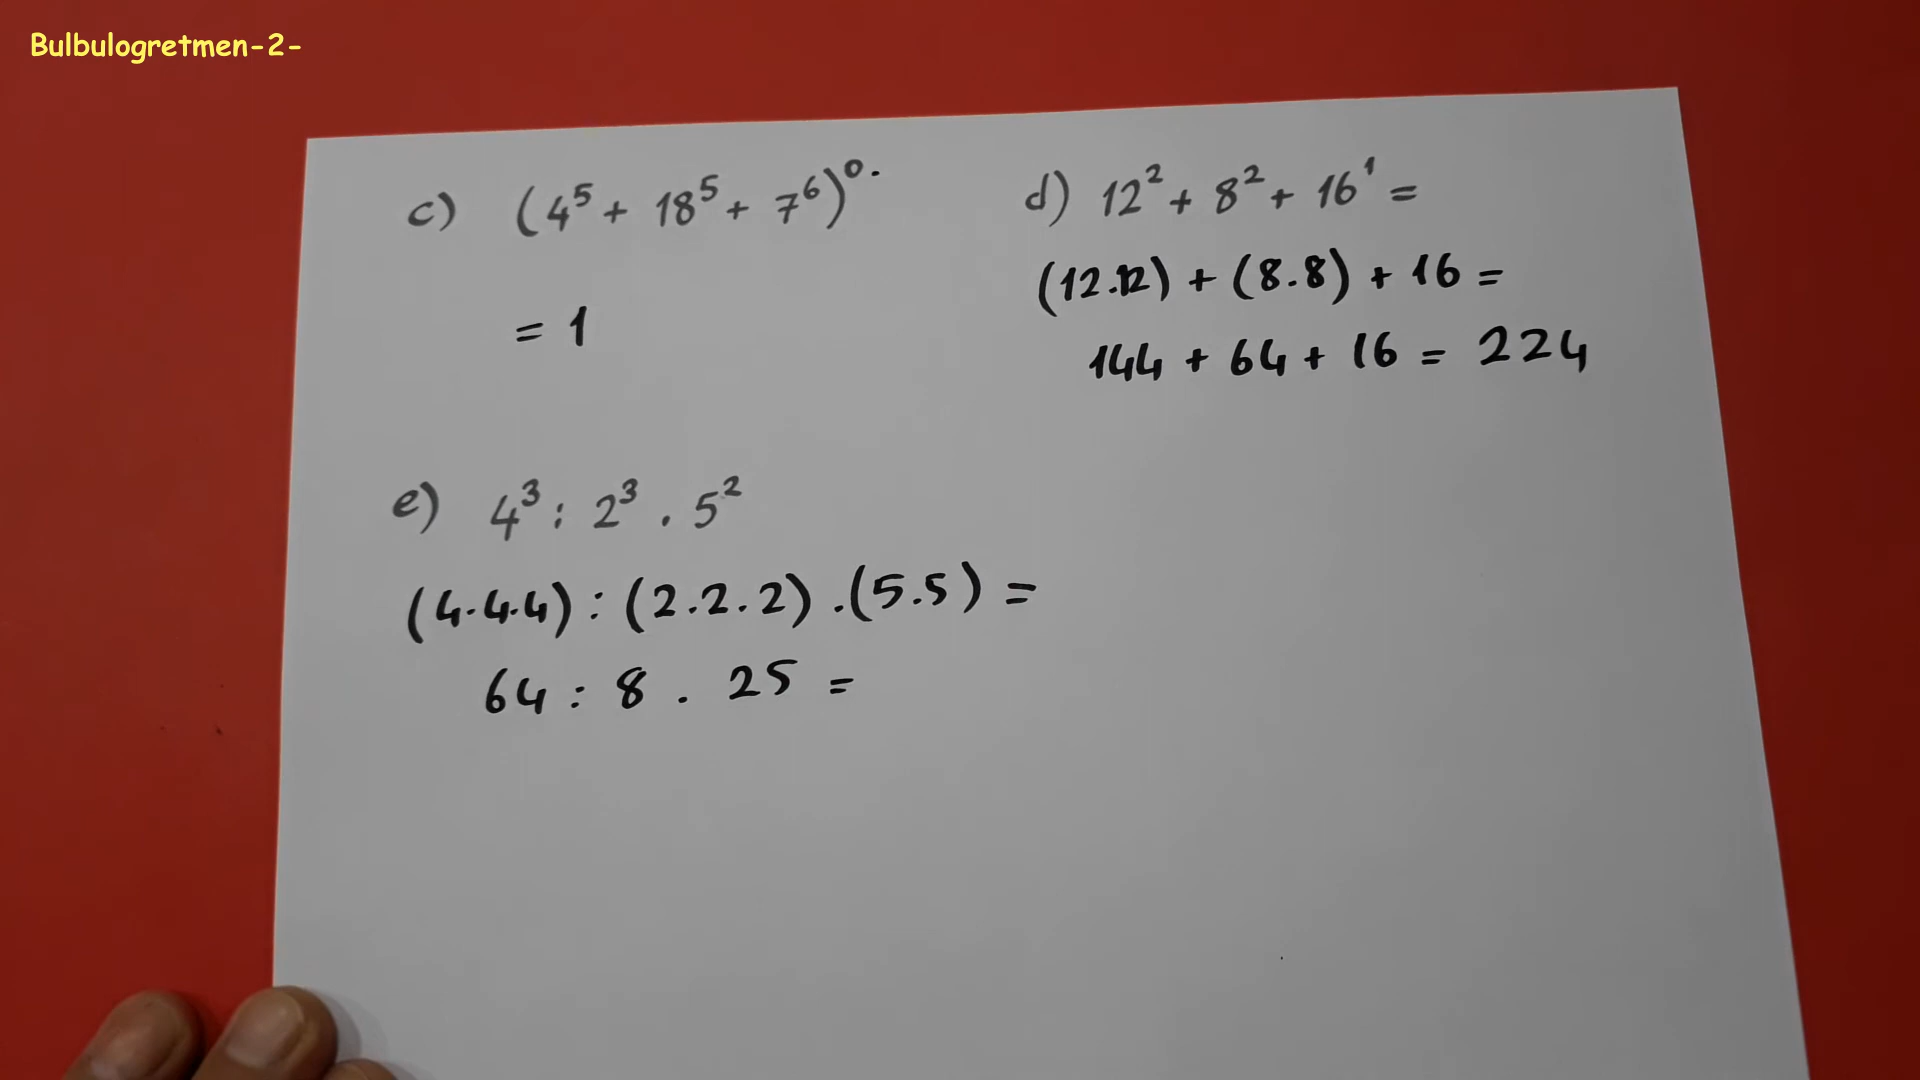 Bulbulogretmen-2-
c) (4⁵ + 18⁵ + 7⁶)⁰.
= 1
d) 12² + 8² + 16¹ =
(12.12) + (8.8) + 16 =
144 + 64 + 16 = 224
e) 4³ : 2³ . 5²
(4.4.4) : (2.2.2) .(5.5) =
64 : 8 . 25 =